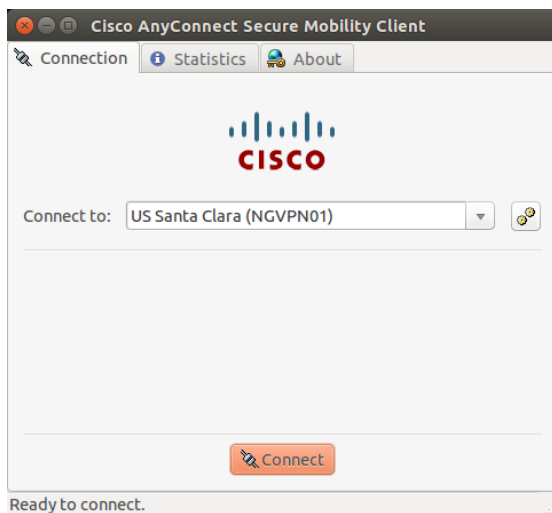 Cisco AnyConnect Secure Mobility Client
Connection Statistics About
CISCO
Connect to: US Santa Clara (NGVPN01)
Connect
Ready to connect.